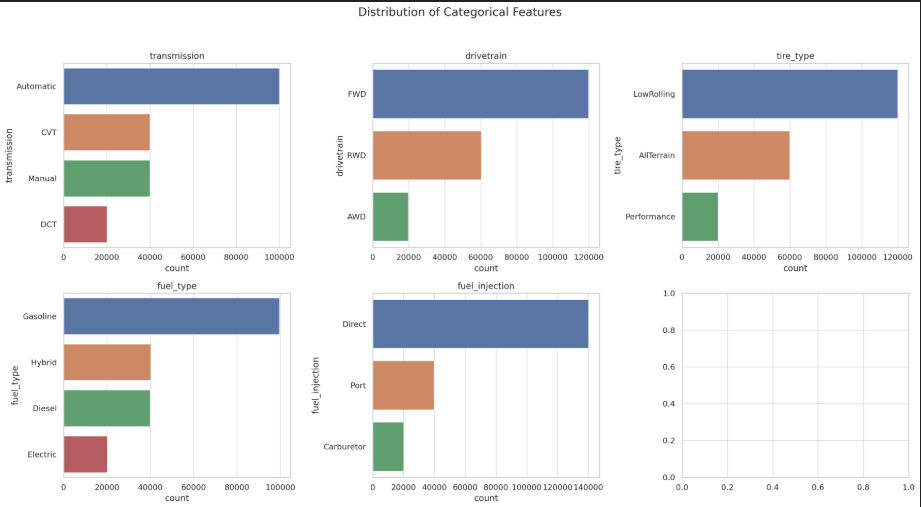 Distribution of Categorical Features
transmission
transmission
Automatic
CVT
Manual
DCT
0 20000 40000 60000 80000 100000
count
drivetrain
drivetrain
FWD
RWD
AWD
0 20000 40000 60000 80000 100000 120000
count
tire_type
tire_type
LowRolling
AllTerrain
Performance
0 20000 40000 60000 80000 100000 120000
count
fuel_type
fuel_type
Gasoline
Hybrid
Diesel
Electric
0 20000 40000 60000 80000 100000
count
fuel_injection
fuel_injection
Direct
Port
Carburetor
0 20000 40000 60000 80000 100000 120000 140000
count
1.0
0.8
0.6
0.4
0.2
0.0
0.0 0.2 0.4 0.6 0.8 1.0